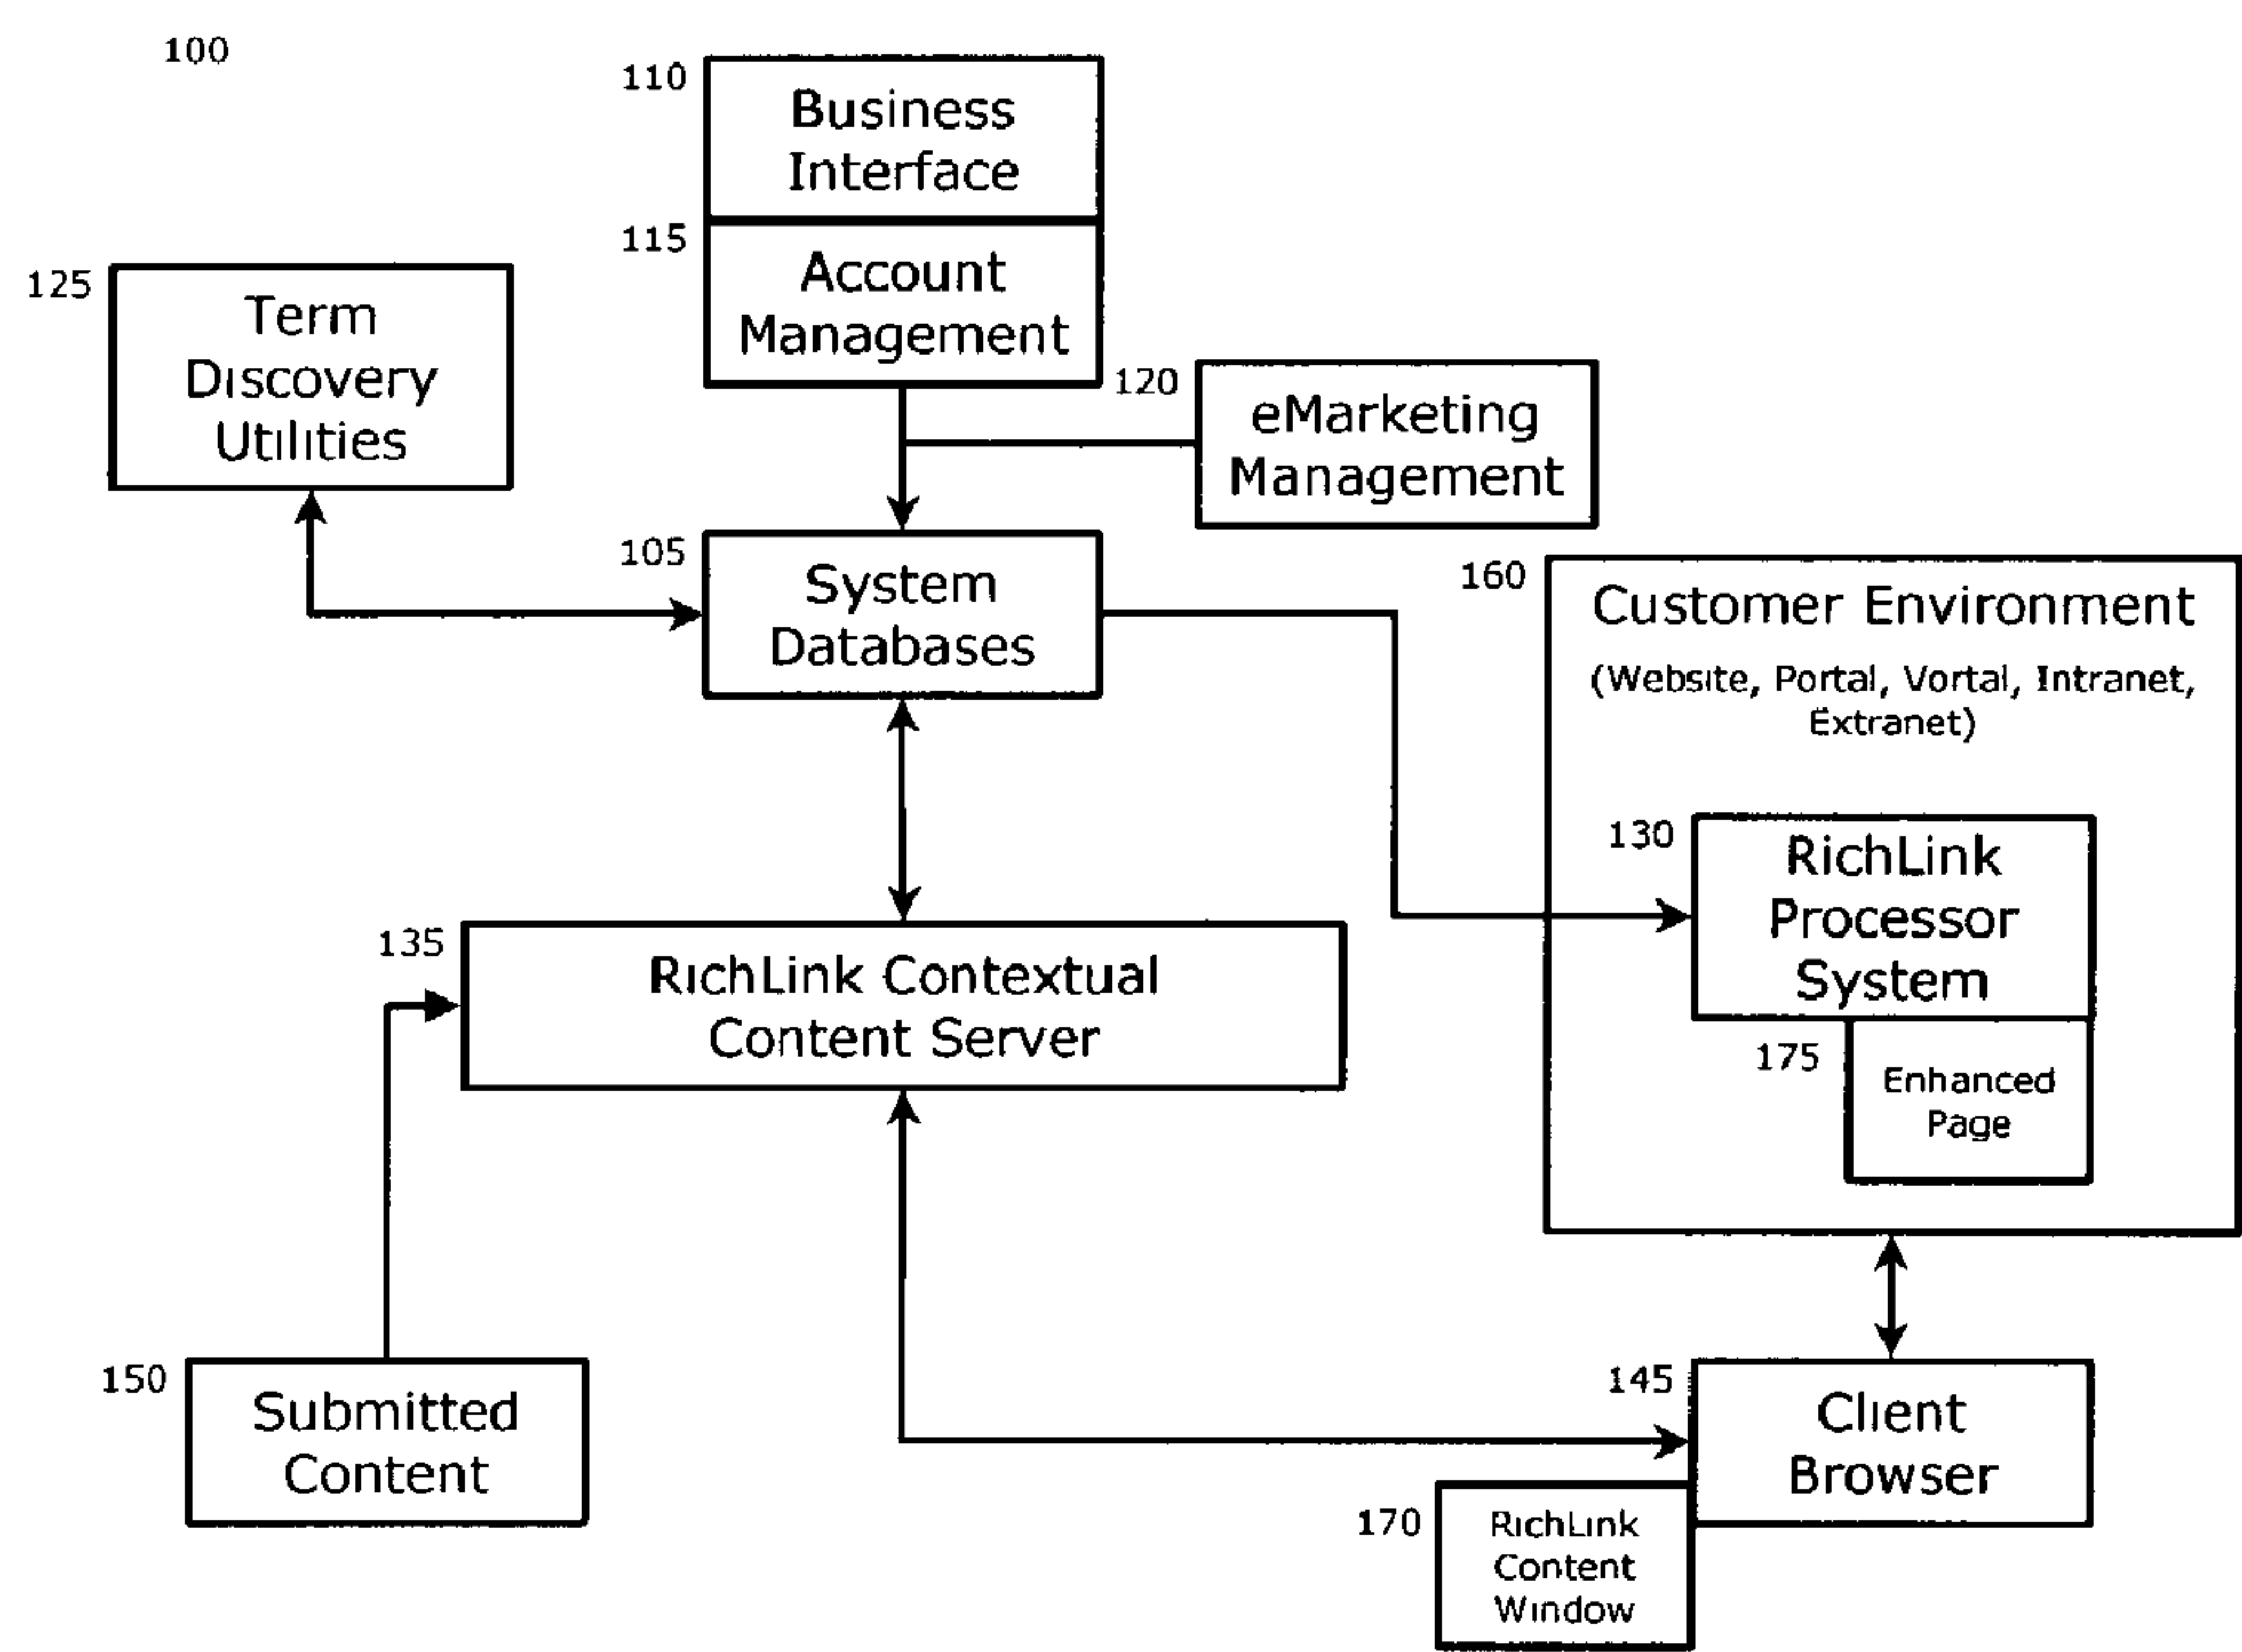 100
110
Business
Interface
115
Account
Management
125
Term
Discovery
Utilities
120
eMarketing
Management
105
System
Databases
160
Customer Environment
(Website, Portal, Vortal, Intranet,
Extranet)
130
RichLink
Processor
System
175
Enhanced
Page
135
RichLink Contextual
Content Server
150
Submitted
Content
145
Client
Browser
170
RichLink
Content
Window